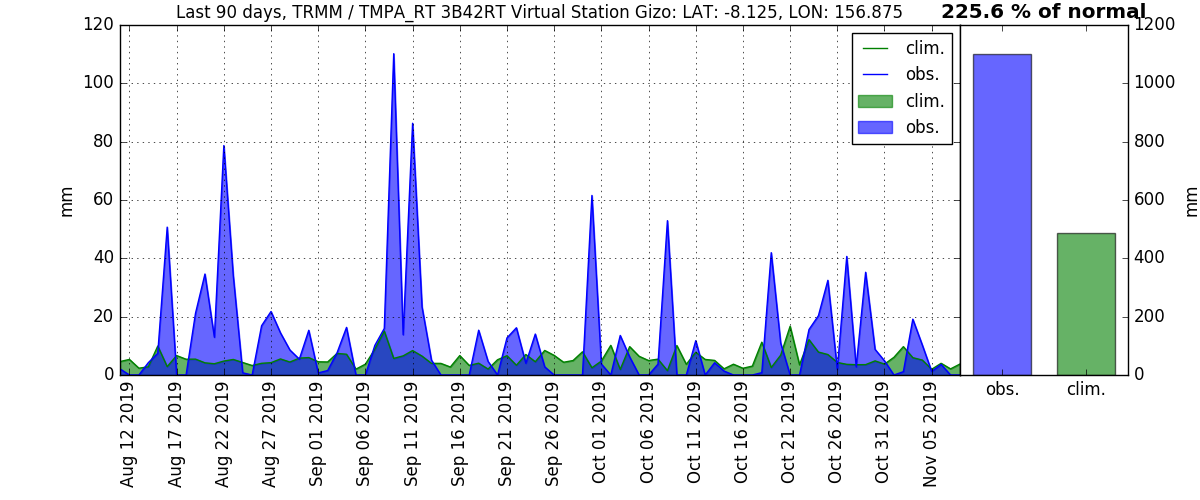 Last 90 days, TRMM / TMPA_RT 3B42RT Virtual Station Gizo: LAT: -8.125, LON: 156.875
225.6 % of normal
120
100
80
60
40
20
0
mm
clim.
obs.
clim.
obs.
1200
1000
800
600
400
200
0
mm
Aug 12 2019
Aug 17 2019
Aug 22 2019
Aug 27 2019
Sep 01 2019
Sep 06 2019
Sep 11 2019
Sep 16 2019
Sep 21 2019
Sep 26 2019
Oct 01 2019
Oct 06 2019
Oct 11 2019
Oct 16 2019
Oct 21 2019
Oct 26 2019
Oct 31 2019
Nov 05 2019
obs.
clim.